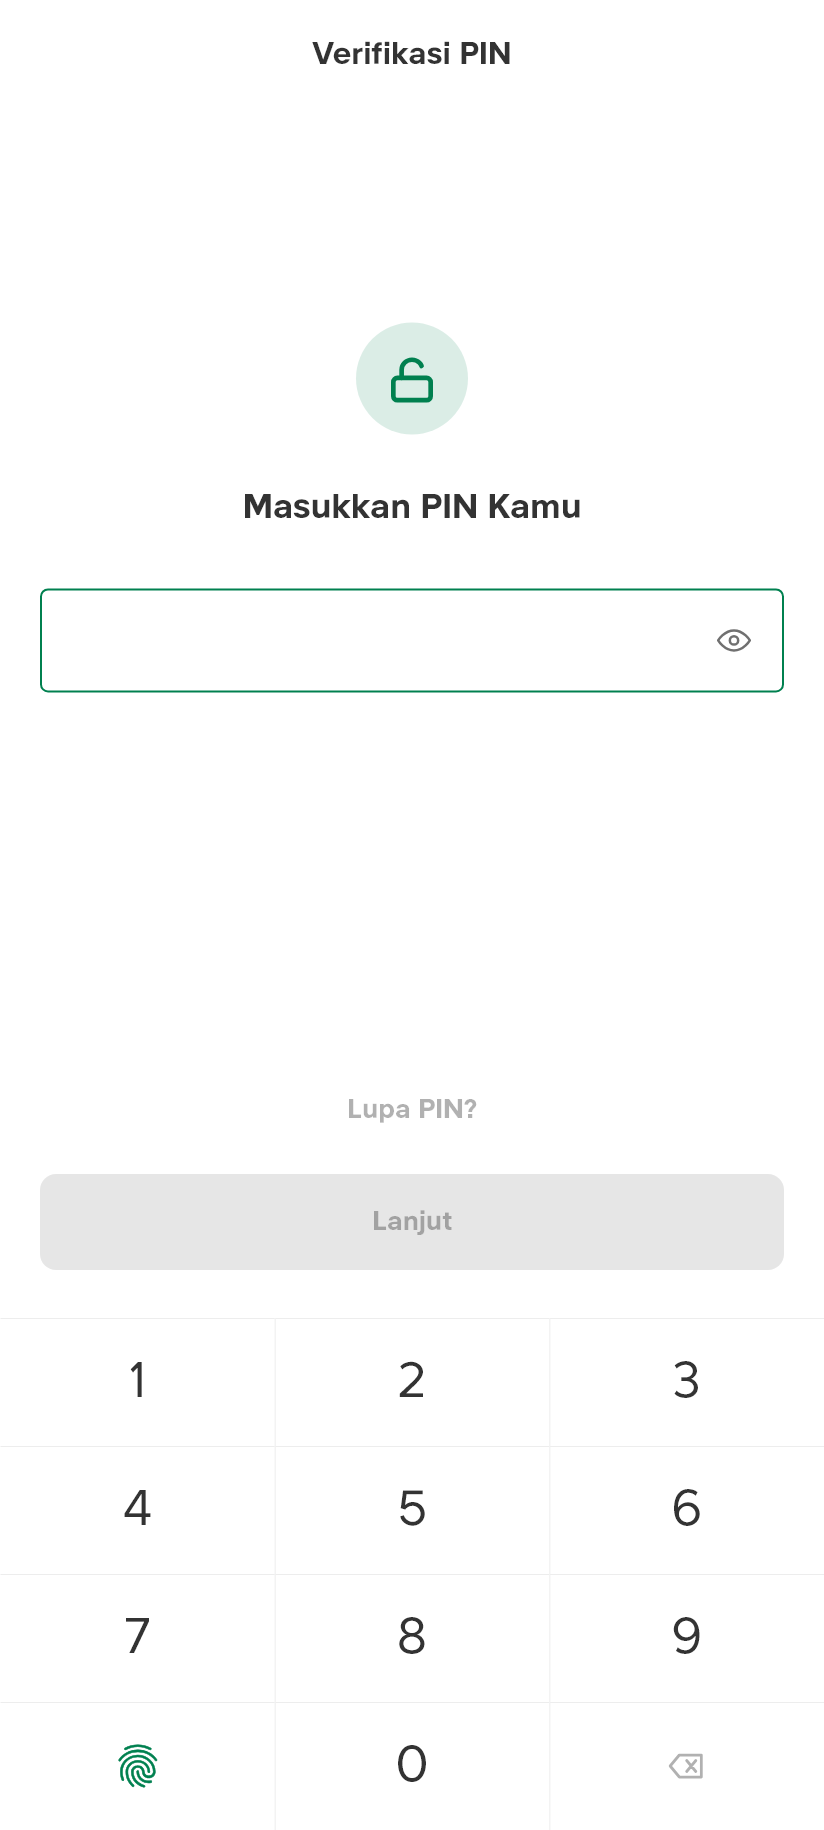 Verifikasi PIN
Masukkan PIN Kamu
Lupa PIN?
Lanjut
1 2 3
4 5 6
7 8 9
0